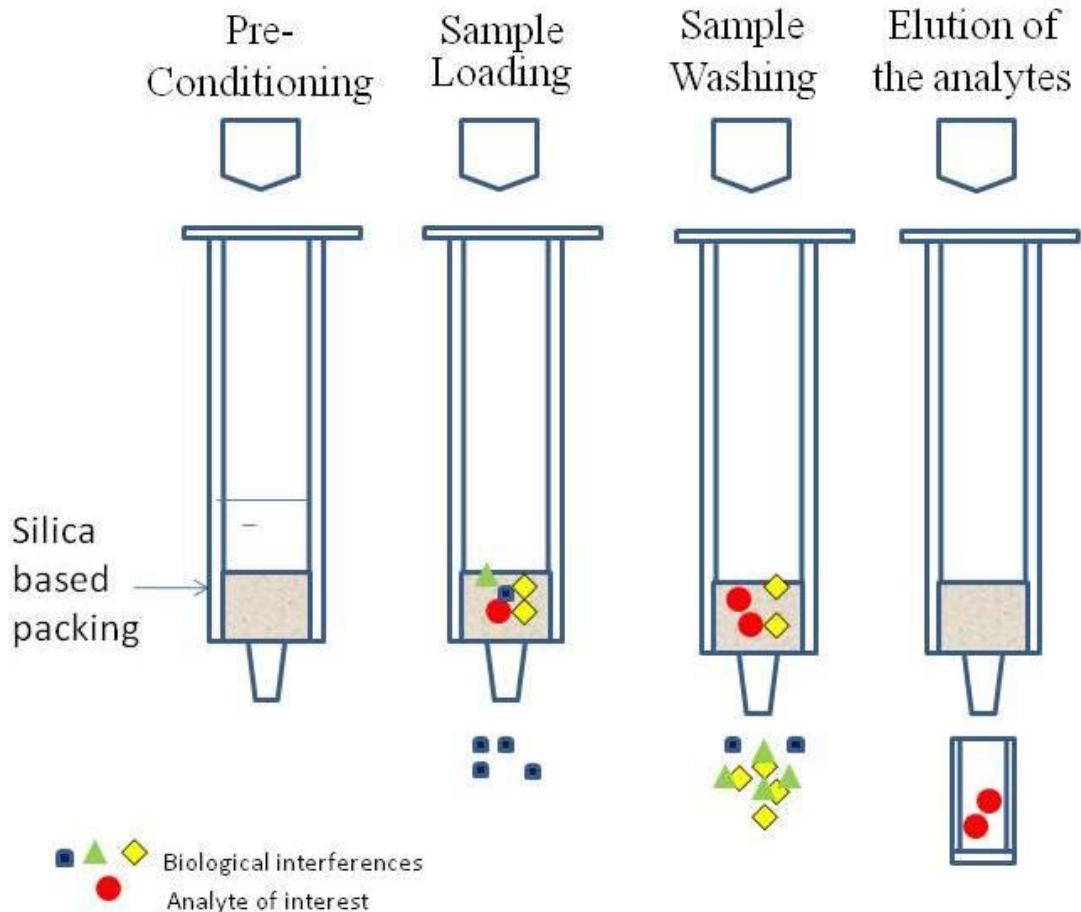 Pre-
Conditioning
Sample
Loading
Sample
Washing
Elution of
the analytes
Silica
based
packing
Biological interferences
Analyte of interest